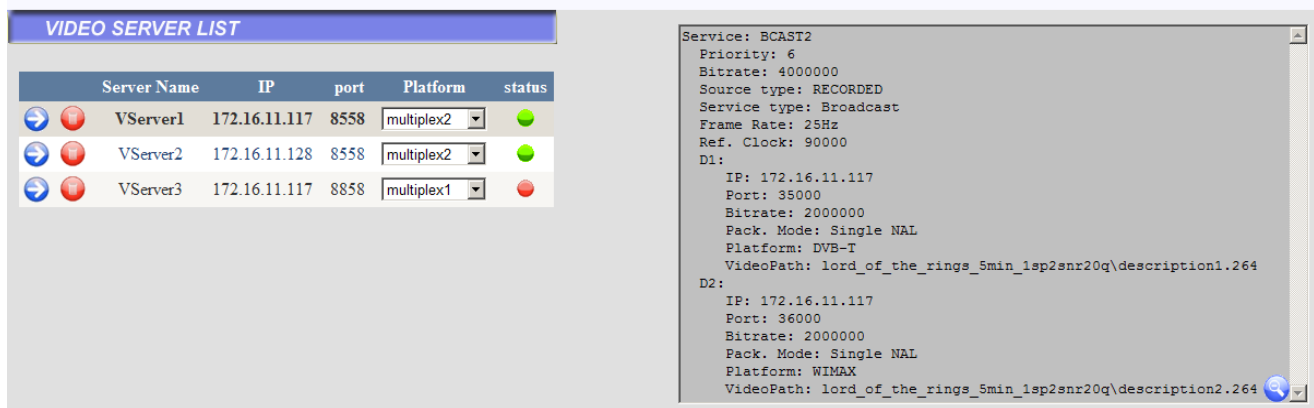 VIDEO SERVER LIST
Server Name IP port Platform status
VServer1 172.16.11.117 8558 multiplex2
VServer2 172.16.11.128 8558 multiplex2
VServer3 172.16.11.117 8858 multiplex1
Service: BCAST2
Priority: 6
Bitrate: 4000000
Source type: RECORDED
Service type: Broadcast
Frame Rate: 25Hz
Ref. Clock: 90000
D1:
IP: 172.16.11.117
Port: 35000
Bitrate: 2000000
Pack. Mode: Single NAL
Platform: DVB-T
VideoPath: lord_of_the_rings_5min_1sp2snr20q\description1.264
D2:
IP: 172.16.11.117
Port: 36000
Bitrate: 2000000
Pack. Mode: Single NAL
Platform: WIMAX
VideoPath: lord_of_the_rings_5min_1sp2snr20q\description2.264